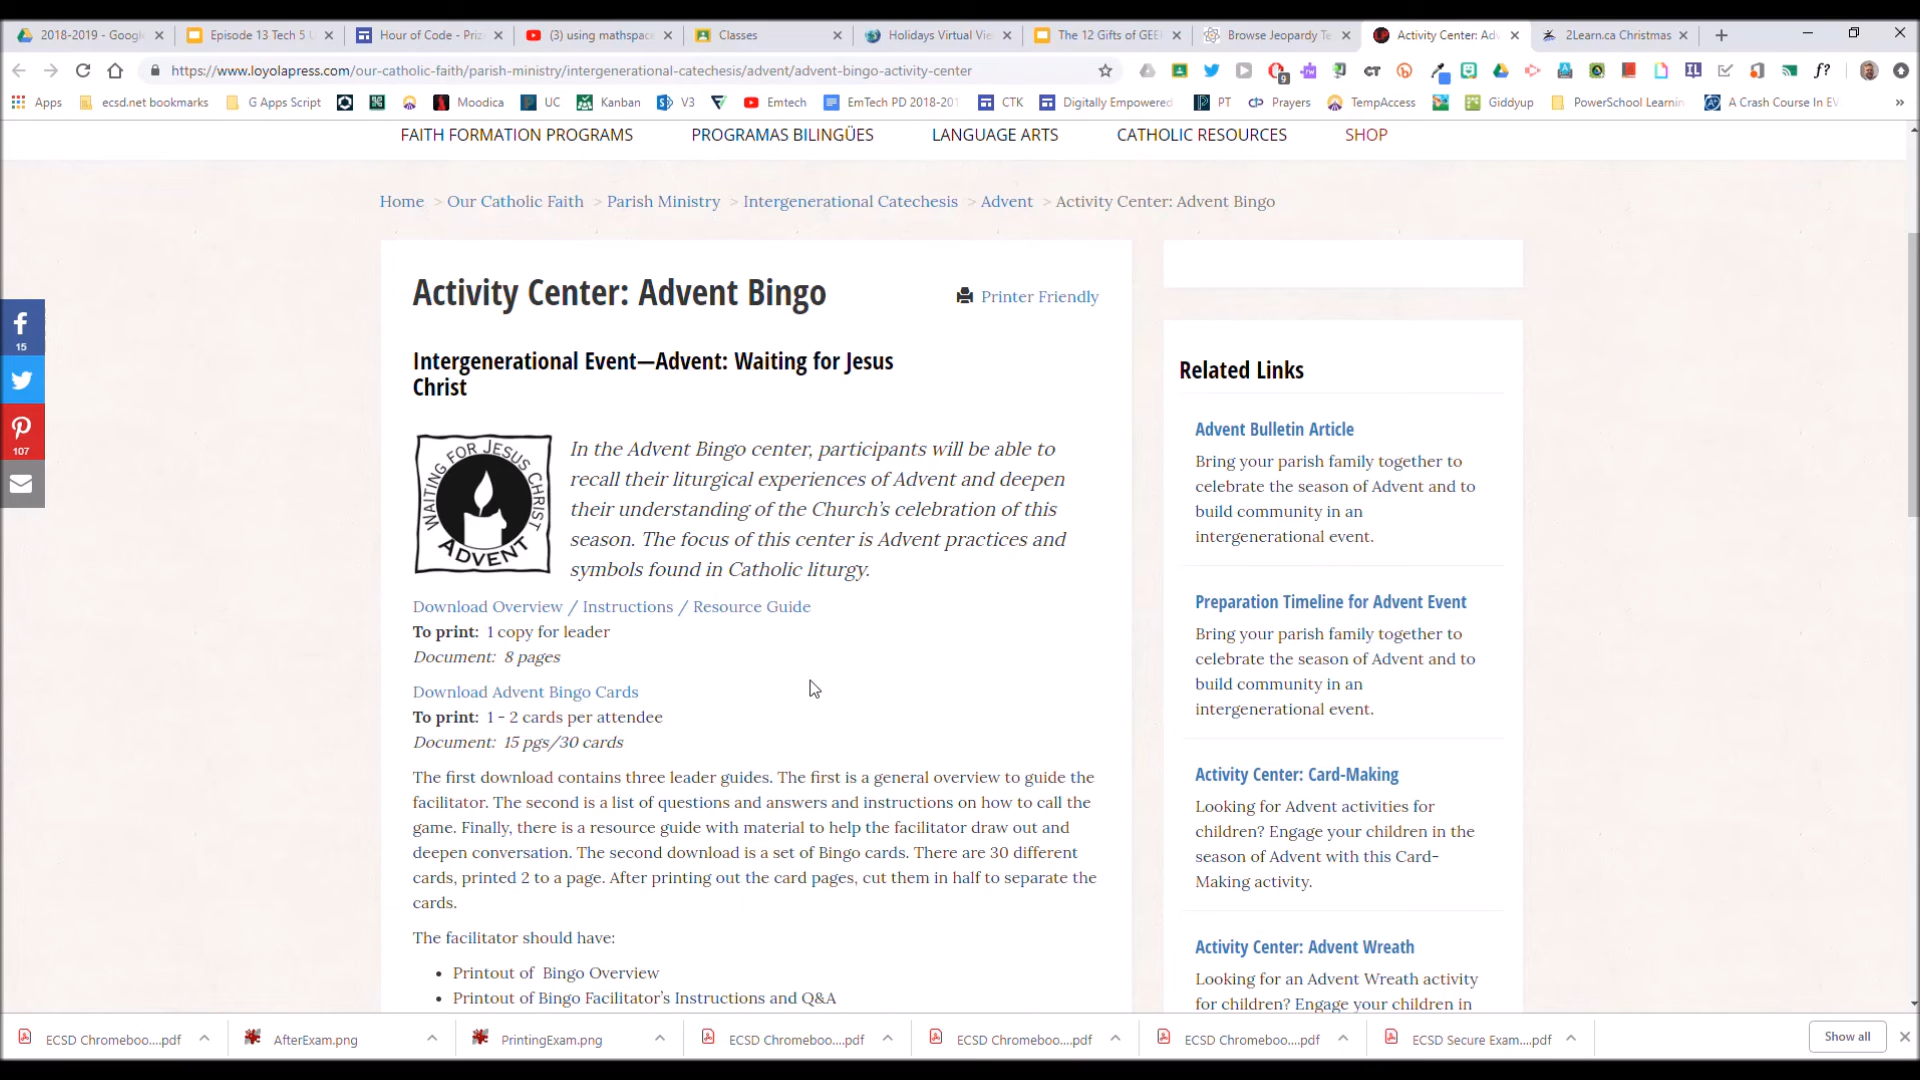 2018-2019 - Google
Episode 13 Tech 5
Hour of Code - Priz
(3) using mathspace
Classes
Holidays Virtual Vie
The 12 Gifts of GEE
Browse Jeopardy Te
Activity Center: Adv
2Learn.ca Christmas
https://www.loyolapress.com/our-catholic-faith/parish-ministry/intergenerational-catechesis/advent/advent-bingo-activity-center
Apps
ecsd.net bookmarks
G Apps Script
Moodica
UC
Kanban
V3
Emtech
EmTech PD 2018-201
CTK
Digitally Empowered
PT
Prayers
TempAccess
Giddyup
PowerSchool Learnin
A Crash Course In EV
FAITH FORMATION PROGRAMS
PROGRAMAS BILINGÜES
LANGUAGE ARTS
CATHOLIC RESOURCES
SHOP
Home > Our Catholic Faith > Parish Ministry > Intergenerational Catechesis > Advent > Activity Center: Advent Bingo
15
107
Activity Center: Advent Bingo
Printer Friendly
Intergenerational Event—Advent: Waiting for Jesus
Christ
WAITING FOR JESUS CHRIST
ADVENT
In the Advent Bingo center, participants will be able to
recall their liturgical experiences of Advent and deepen
their understanding of the Church's celebration of this
season. The focus of this center is Advent practices and
symbols found in Catholic liturgy.
Download Overview / Instructions / Resource Guide
To print: 1 copy for leader
Document: 8 pages
Download Advent Bingo Cards
To print: 1 - 2 cards per attendee
Document: 15 pgs/30 cards
The first download contains three leader guides. The first is a general overview to guide the
facilitator. The second is a list of questions and answers and instructions on how to call the
game. Finally, there is a resource guide with material to help the facilitator draw out and
deepen conversation. The second download is a set of Bingo cards. There are 30 different
cards, printed 2 to a page. After printing out the card pages, cut them in half to separate the
cards.
The facilitator should have:
• Printout of Bingo Overview
• Printout of Bingo Facilitator's Instructions and Q&A
Related Links
Advent Bulletin Article
Bring your parish family together to
celebrate the season of Advent and to
build community in an
intergenerational event.
Preparation Timeline for Advent Event
Bring your parish family together to
celebrate the season of Advent and to
build community in an
intergenerational event.
Activity Center: Card-Making
Looking for Advent activities for
children? Engage your children in the
season of Advent with this Card-
Making activity.
Activity Center: Advent Wreath
Looking for an Advent Wreath activity
for children? Engage your children in
ECSD Chromeboo....pdf
AfterExam.png
PrintingExam.png
ECSD Chromeboo....pdf
ECSD Chromeboo....pdf
ECSD Chromeboo....pdf
ECSD Secure Exam....pdf
Show all